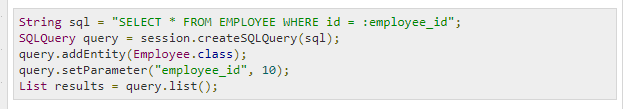 String sql = "SELECT * FROM EMPLOYEE WHERE id = :employee_id";
SQLQuery query = session.createSQLQuery(sql);
query.addEntity(Employee.class);
query.setParameter("employee_id", 10);
List results = query.list();